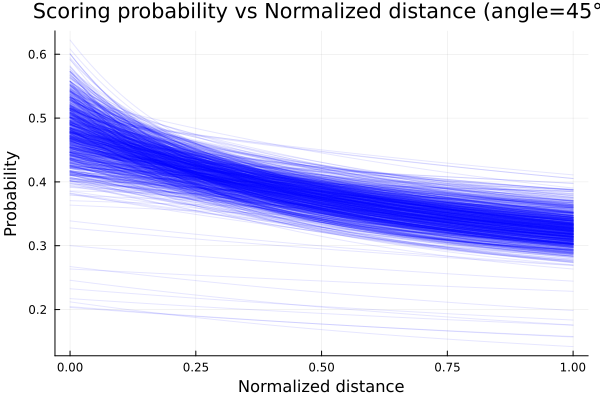 Scoring probability vs Normalized distance (angle=45°
0.6
0.5
0.4
0.3
0.2
Probability
0.00 0.25 0.50 0.75 1.00
Normalized distance